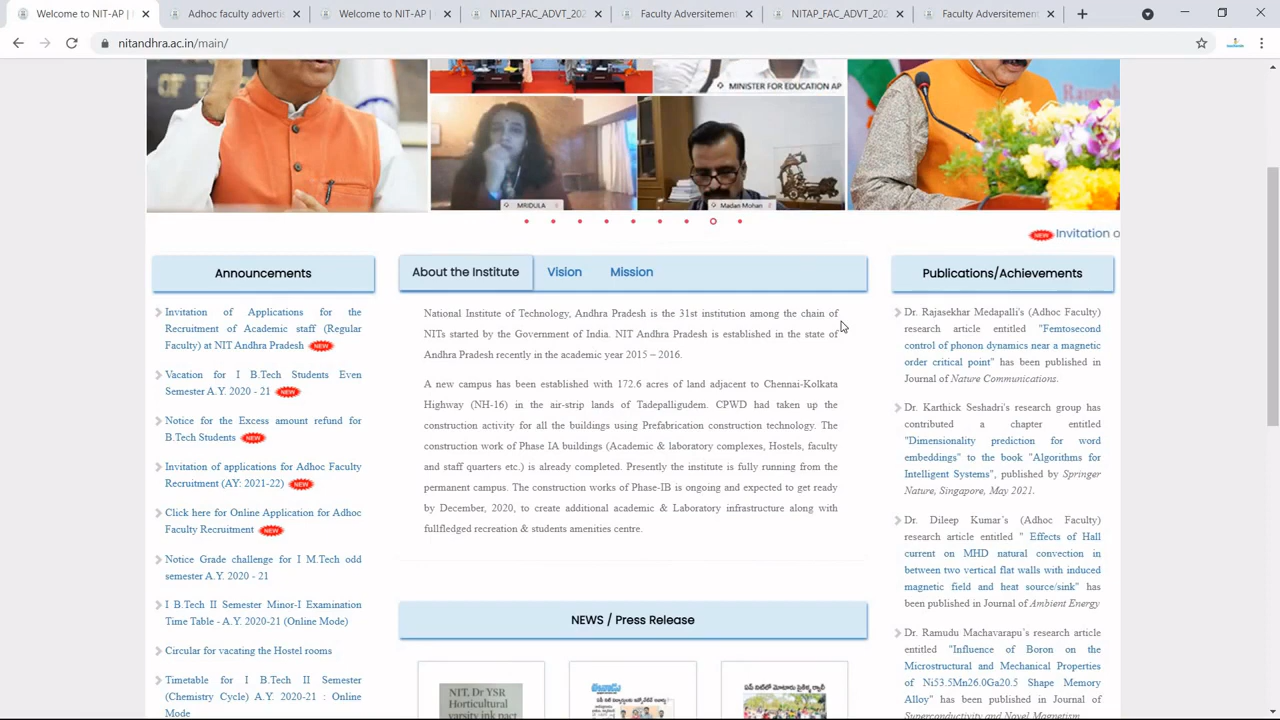 Welcome to NIT-AP |
Adhoc faculty adverti
Welcome to NIT-AP |
NITAP_FAC_ADVT_202
Faculty Adversitement
NITAP_FAC_ADVT_202
Faculty Adversitement
nitandhra.ac.in/main/
MINISTER FOR EDUCATION AP
Rames
MRIDULA
Madan Mohan
NEW Invitation o
Announcements
Invitation of Applications for the
Recruitment of Academic staff (Regular
Faculty) at NIT Andhra Pradesh NEW
Vacation for I B.Tech Students Even
Semester A.Y. 2020 - 21 NEW
Notice for the Excess amount refund for
B.Tech Students NEW
Invitation of applications for Adhoc Faculty
Recruitment (AY: 2021-22) NEW
Click here for Online Application for Adhoc
Faculty Recruitment NEW
Notice Grade challenge for I M.Tech odd
semester A.Y. 2020 - 21
I B.Tech II Semester Minor-I Examination
Time Table - A.Y. 2020-21 (Online Mode)
Circular for vacating the Hostel rooms
Timetable for I B.Tech II Semester
(Chemistry Cycle) A.Y. 2020-21 : Online
Mode
About the Institute Vision Mission
National Institute of Technology, Andhra Pradesh is the 31st institution among the chain of
NITs started by the Government of India. NIT Andhra Pradesh is established in the state of
Andhra Pradesh recently in the academic year 2015 – 2016.
A new campus has been established with 172.6 acres of land adjacent to Chennai-Kolkata
Highway (NH-16) in the air-strip lands of Tadepalligudem. CPWD had taken up the
construction activity for all the buildings using Prefabrication construction technology. The
construction work of Phase IA buildings (Academic & laboratory complexes, Hostels, faculty
and staff quarters etc.) is already completed. Presently the institute is fully running from the
permanent campus. The construction works of Phase-IB is ongoing and expected to get ready
by December, 2020, to create additional academic & Laboratory infrastructure along with
fullfledged recreation & students amenities centre.
NEWS / Press Release
NIT, Dr YSR
Horticultural
varsity ink pact
Publications/Achievements
Dr. Rajasekhar Medapalli's (Adhoc Faculty)
research article entitled "Femtosecond
control of phonon dynamics near a magnetic
order critical point" has been published in
Journal of Nature Communications.
Dr. Karthick Seshadri's research group has
contributed a chapter entitled
"Dimensionality prediction for word
embeddings" to the book "Algorithms for
Intelligent Systems", published by Springer
Nature, Singapore, May 2021.
Dr. Dileep Kumar's (Adhoc Faculty)
research article entitled " Effects of Hall
current on MHD natural convection in
between two vertical flat walls with induced
magnetic field and heat source/sink" has
been published in Journal of Ambient Energy
Dr. Ramudu Machavarapu's research article
entitled "Influence of Boron on the
Microstructural and Mechanical Properties
of Ni53.5Mn26.0Ga20.5 Shape Memory
Alloy" has been published in Journal of
Superconductivity and Novel Magnetism.